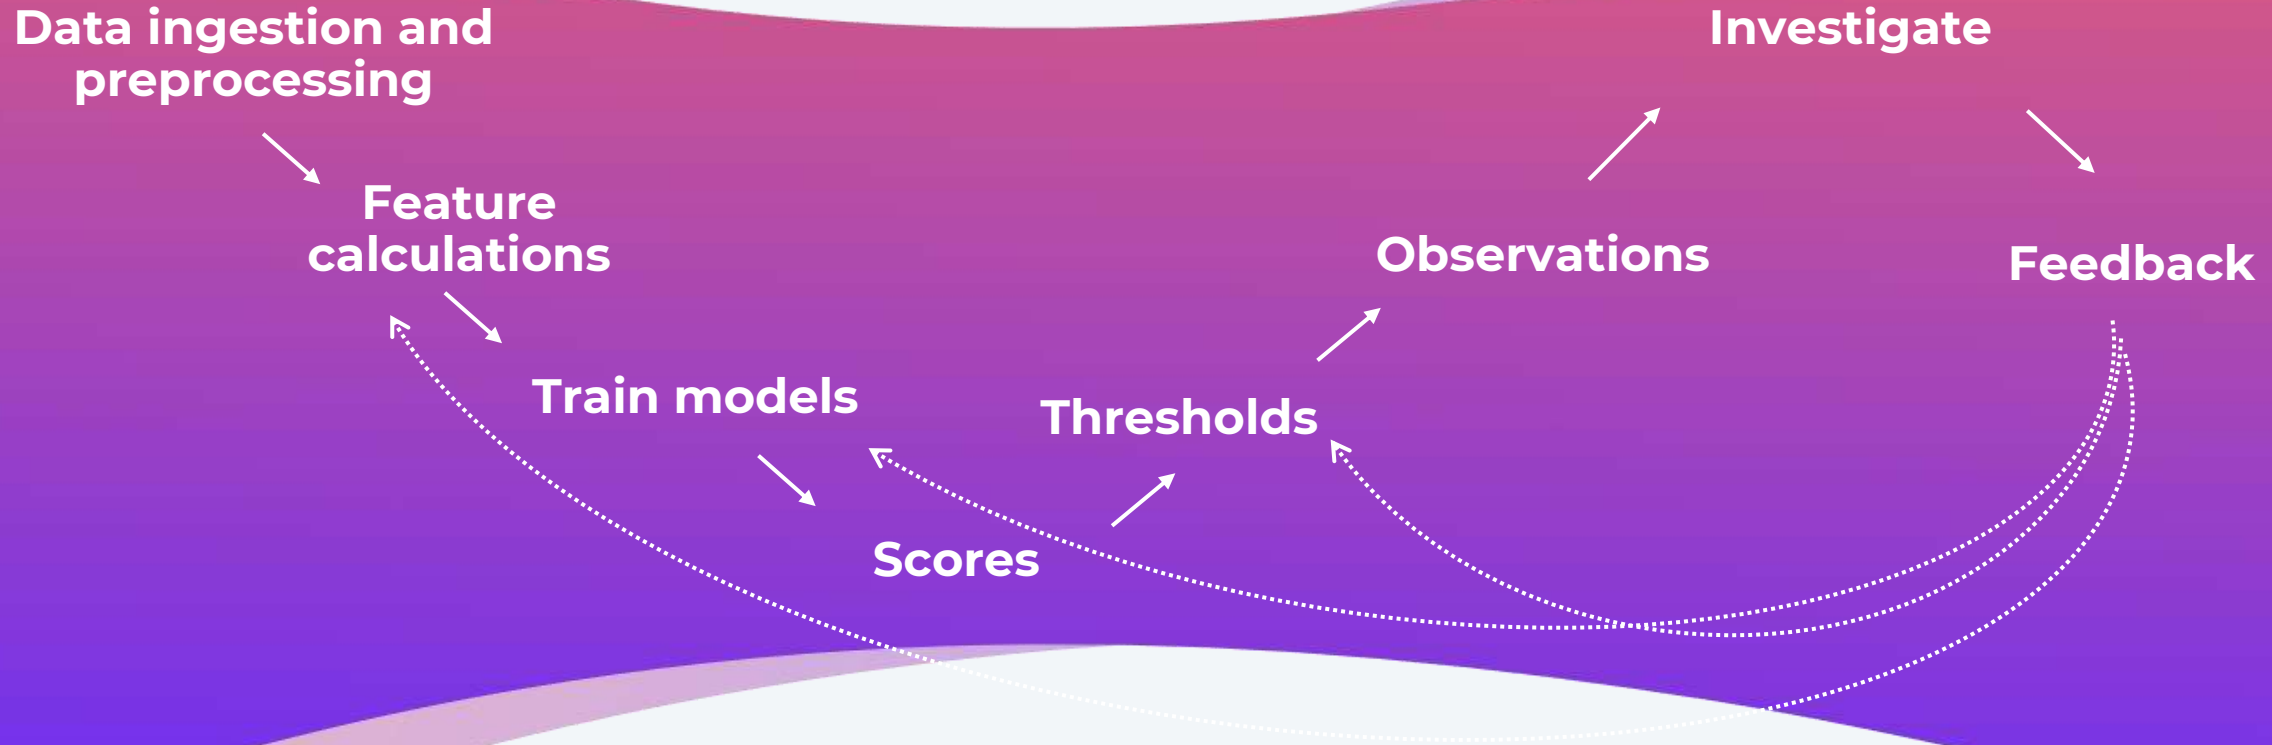 Data ingestion and
preprocessing
Feature
calculations
Train models
Scores
Thresholds
Observations
Investigate
Feedback